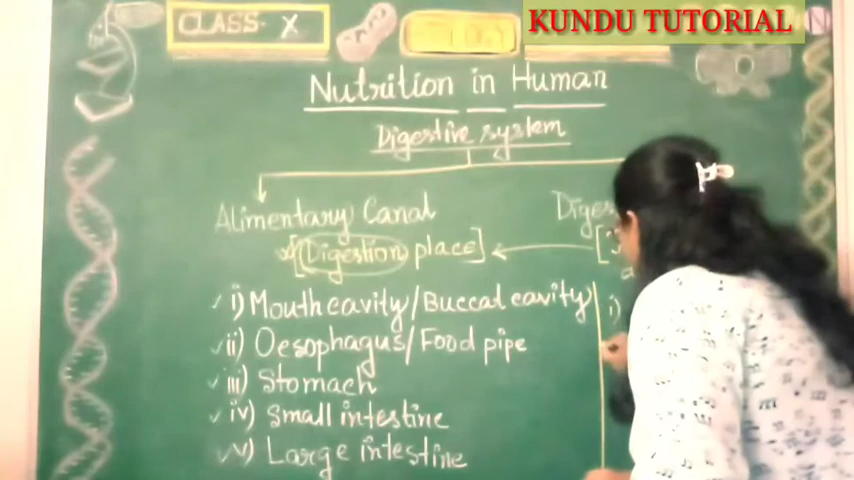 KUNDU TUTORIAL
CLASS- X
Nutrition in Human
Digestive system
Alimentary Canal
[Digestion place]
i) Mouth cavity/Buccal cavity
i)
ii) Oesophagus/Food pipe
iii) Stomach
iv) Small intestine
v) Large intestine